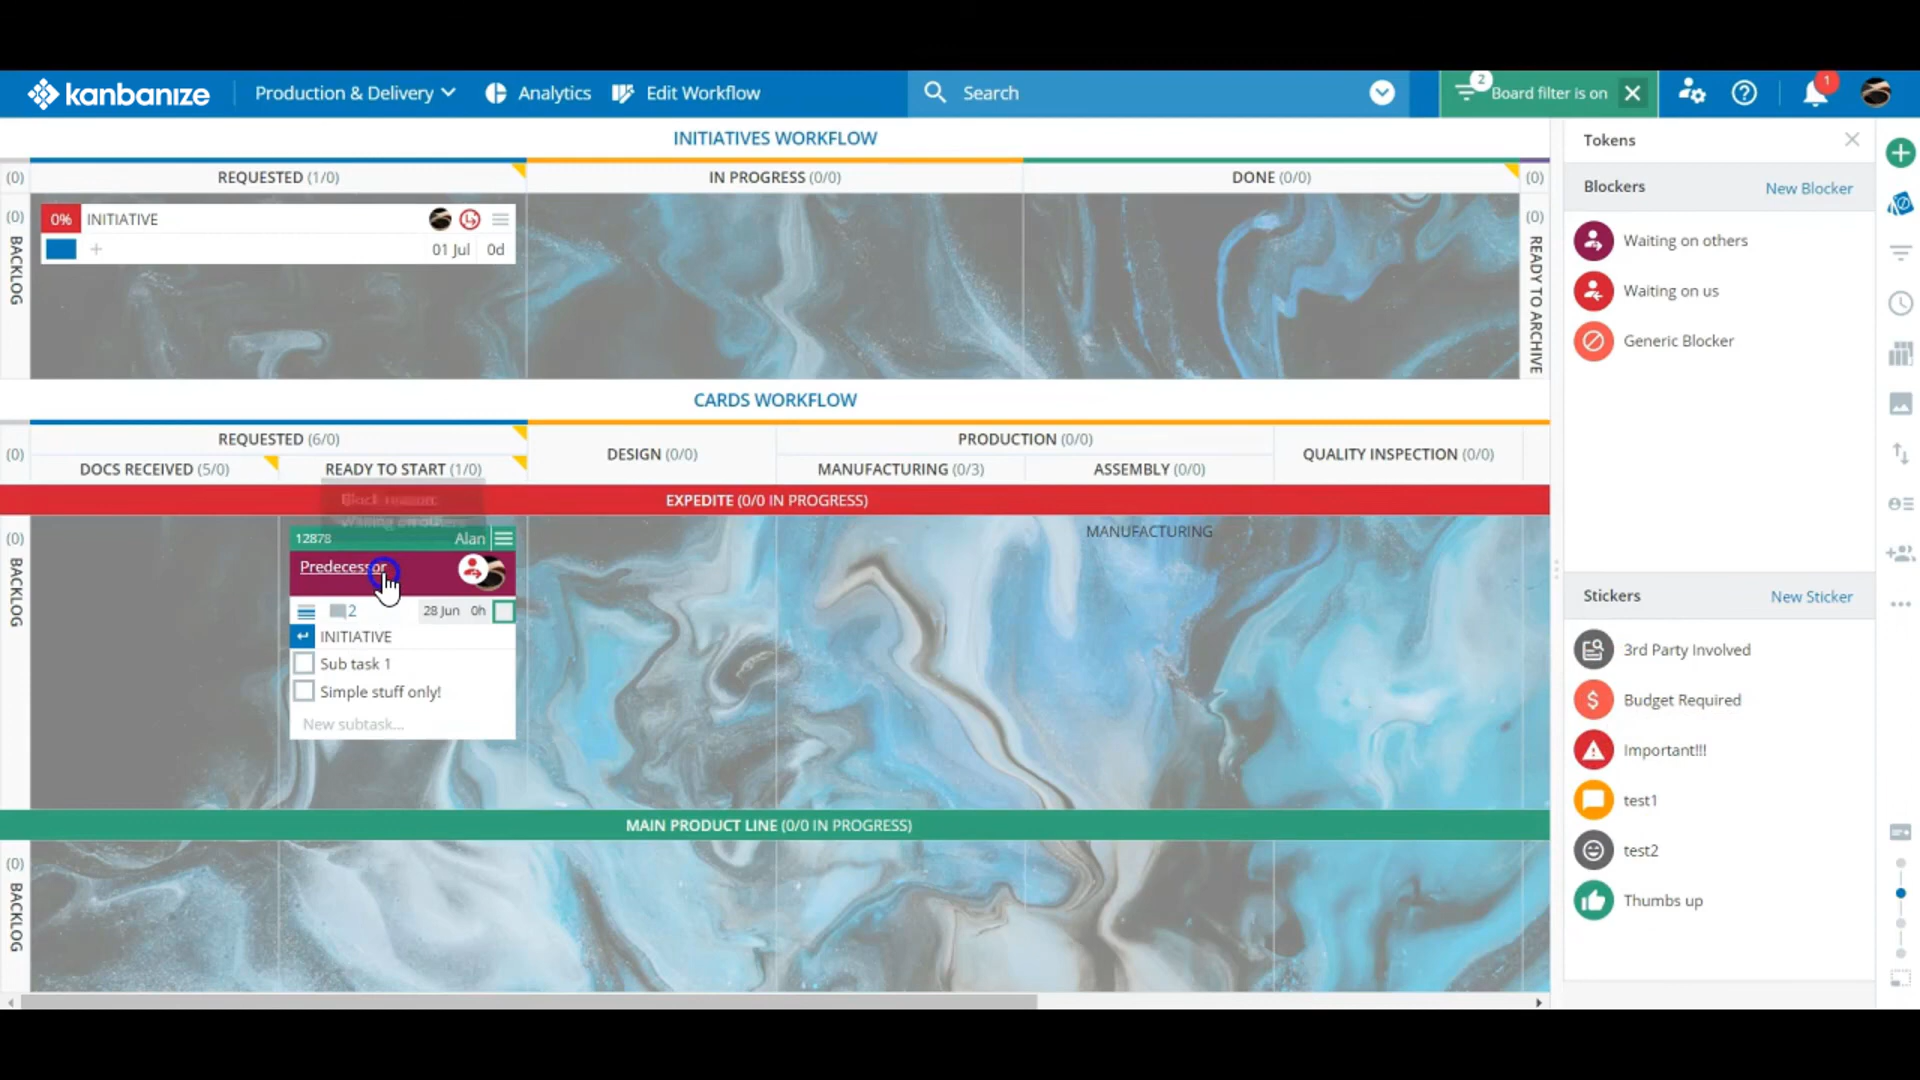 kanbanize
Production & Delivery
Analytics
Edit Workflow
Search
2
Board filter is on
1
INITIATIVES WORKFLOW
(0)
REQUESTED (1/0)
IN PROGRESS (0/0)
DONE (0/0)
(0)
(0)
BACKLOG
0% INITIATIVE
01 Jul 0d
(0)
READY TO ARCHIVE
CARDS WORKFLOW
(0)
REQUESTED (6/0)
DOCS RECEIVED (5/0)
READY TO START (1/0)
DESIGN (0/0)
PRODUCTION (0/0)
MANUFACTURING (0/3)
ASSEMBLY (0/0)
QUALITY INSPECTION (0/0)
EXPEDITE (0/0 IN PROGRESS)
Block reason:
Waiting on others
(0)
BACKLOG
12878 Alan
Predecessor
2
28 Jun 0h
INITIATIVE
Sub task 1
Simple stuff only!
New subtask...
MANUFACTURING
MAIN PRODUCT LINE (0/0 IN PROGRESS)
(0)
BACKLOG
Tokens
Blockers
New Blocker
Waiting on others
Waiting on us
Generic Blocker
Stickers
New Sticker
3rd Party Involved
Budget Required
Important!!!
test1
test2
Thumbs up